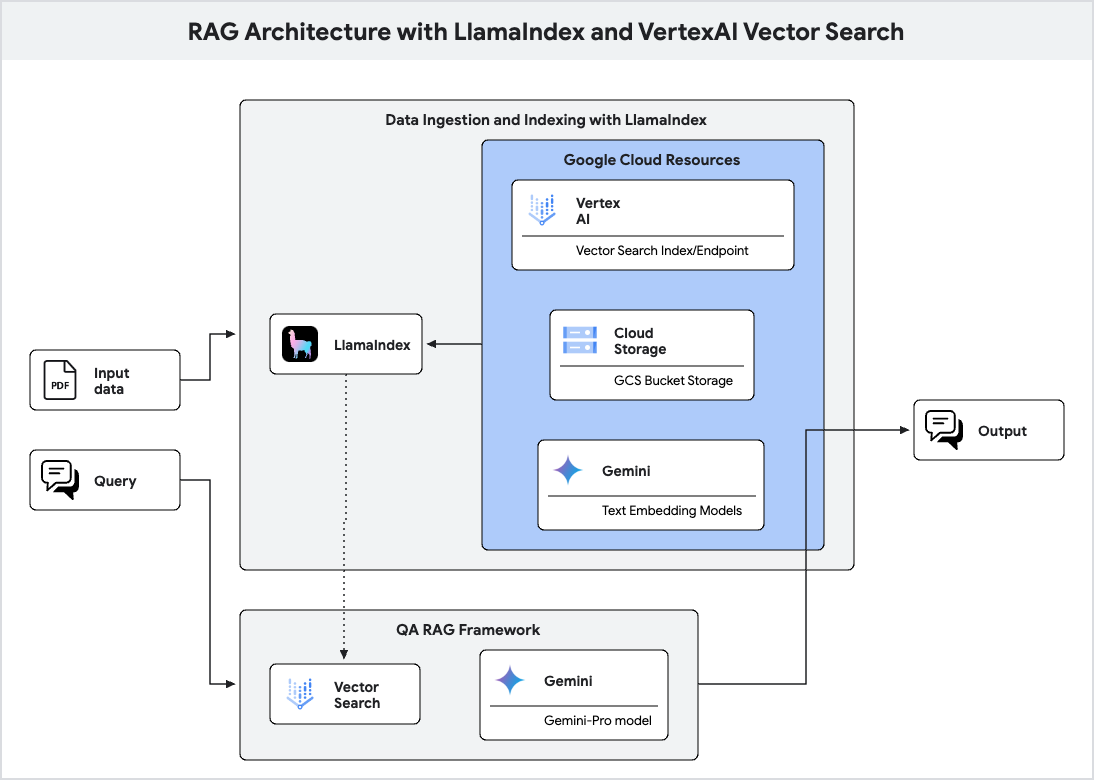 RAG Architecture with LlamaIndex and VertexAI Vector Search
Data Ingestion and Indexing with LlamaIndex
Google Cloud Resources
Vertex
AI
Vector Search Index/Endpoint
LlamaIndex
Cloud
Storage
GCS Bucket Storage
PDF
Input
data
Query
Gemini
Text Embedding Models
Output
QA RAG Framework
Vector
Search
Gemini
Gemini-Pro model